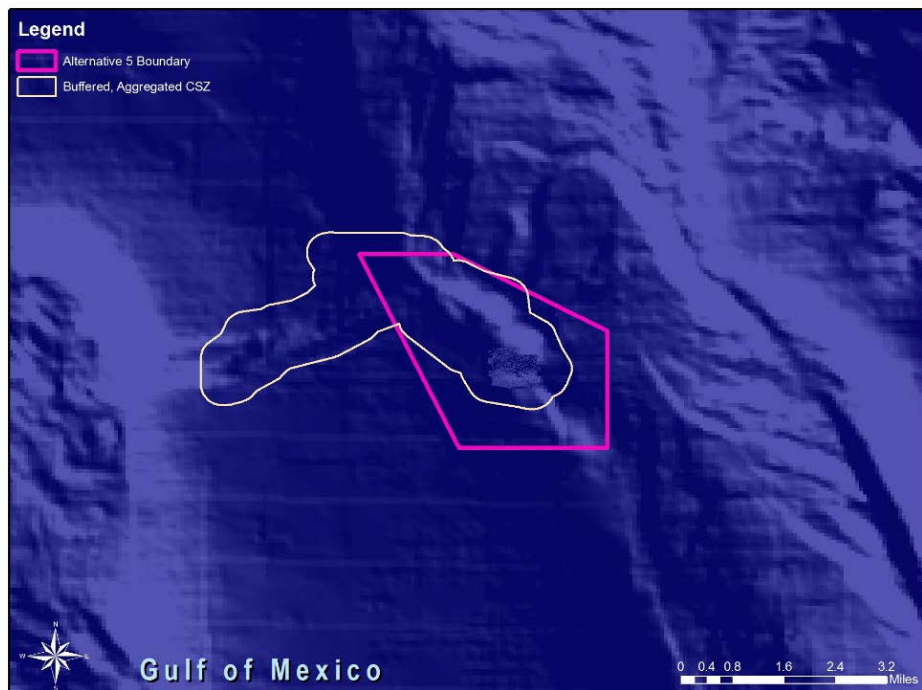 Legend
Alternative 5 Boundary
Buffered, Aggregated CSZ
N
W
E
S
Gulf of Mexico
0 0.4 0.8 1.6 2.4 3.2
Miles